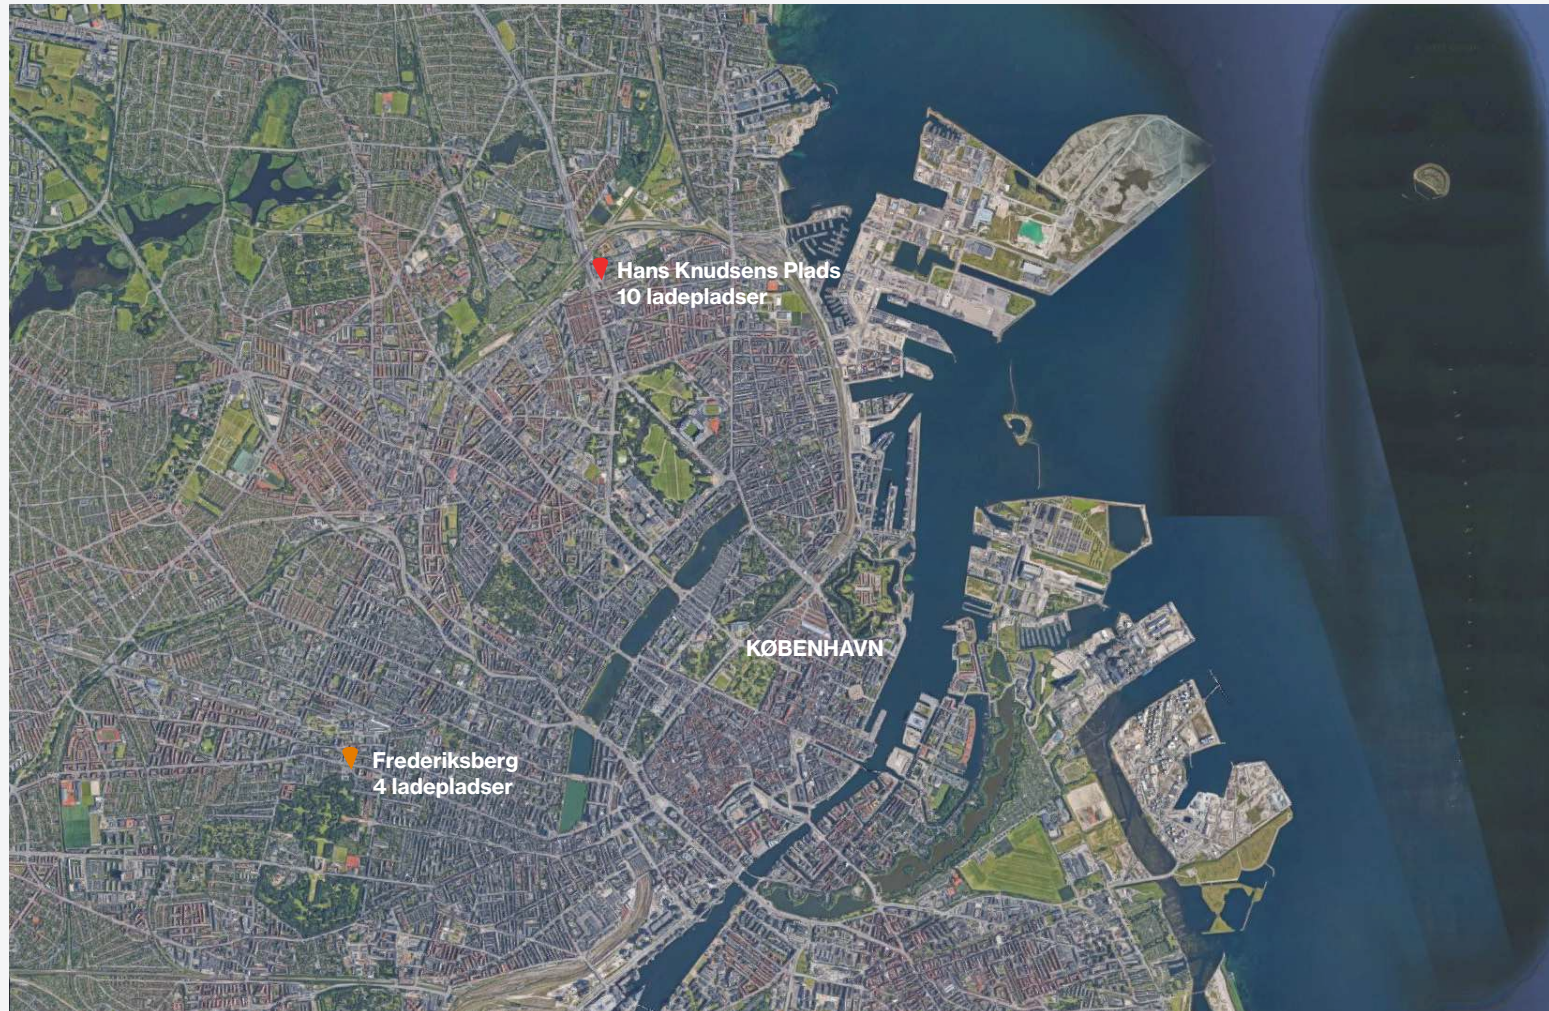 Hans Knudsens Plads
10 ladepladser
KØBENHAVN
Frederiksberg
4 ladepladser